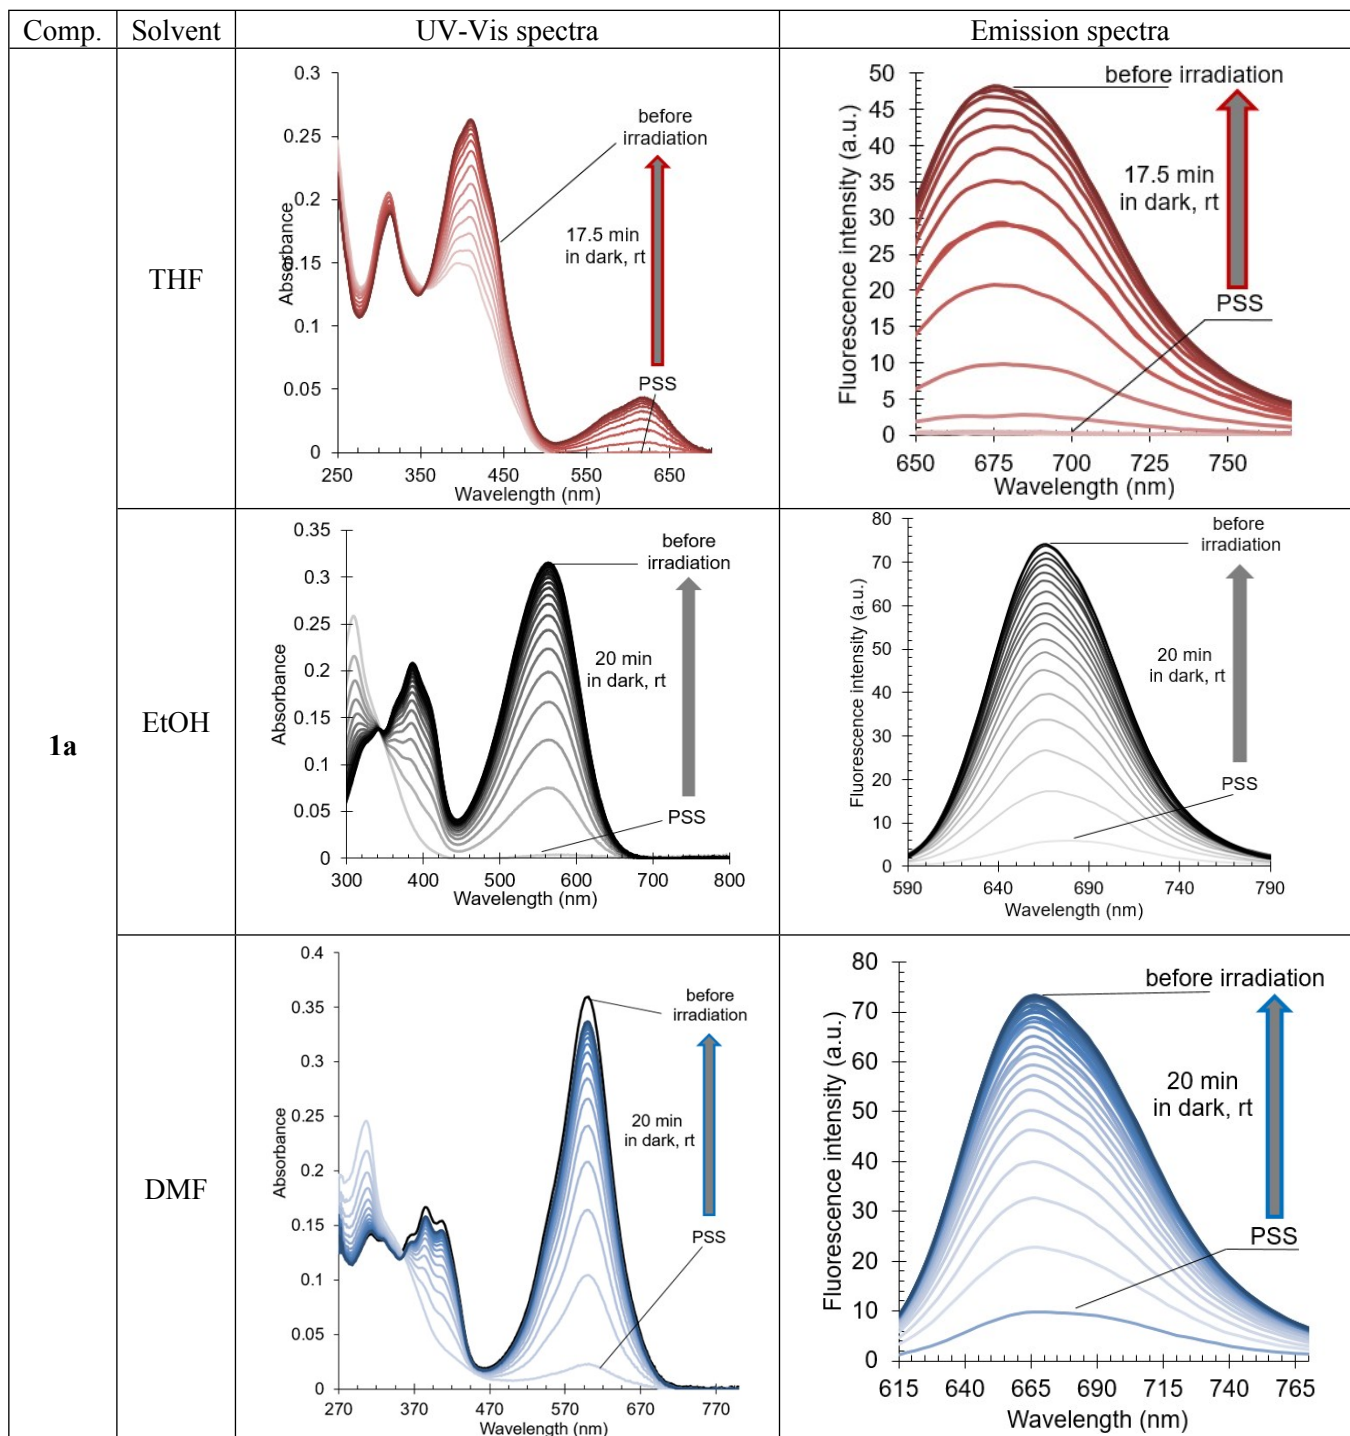 Comp. Solvent UV-Vis spectra Emission spectra
1a
THF
0.3
0.25
0.2
0.15
0.1
0.05
0
Absorbance
250 350 450 550 650
Wavelength (nm)
before
irradiation
17.5 min
in dark, rt
PSS
50
45
40
35
30
25
20
15
10
5
0
Fluorescence intensity (a.u.)
650 675 700 725 750
Wavelength (nm)
before irradiation
17.5 min
in dark, rt
PSS
EtOH
0.35
0.3
0.25
0.2
0.15
0.1
0.05
0
Absorbance
300 400 500 600 700 800
Wavelength (nm)
before
irradiation
20 min
in dark, rt
PSS
80
70
60
50
40
30
20
10
0
Fluorescence intensity (a.u.)
590 640 690 740 790
Wavelength (nm)
before
irradiation
20 min
in dark, rt
PSS
DMF
0.4
0.35
0.3
0.25
0.2
0.15
0.1
0.05
0
Absorbance
270 370 470 570 670 770
Wavelength (nm)
before
irradiation
20 min
in dark, rt
PSS
80
70
60
50
40
30
20
10
0
Fluorescence intensity (a.u.)
615 640 665 690 715 740 765
Wavelength (nm)
before irradiation
20 min
in dark, rt
PSS